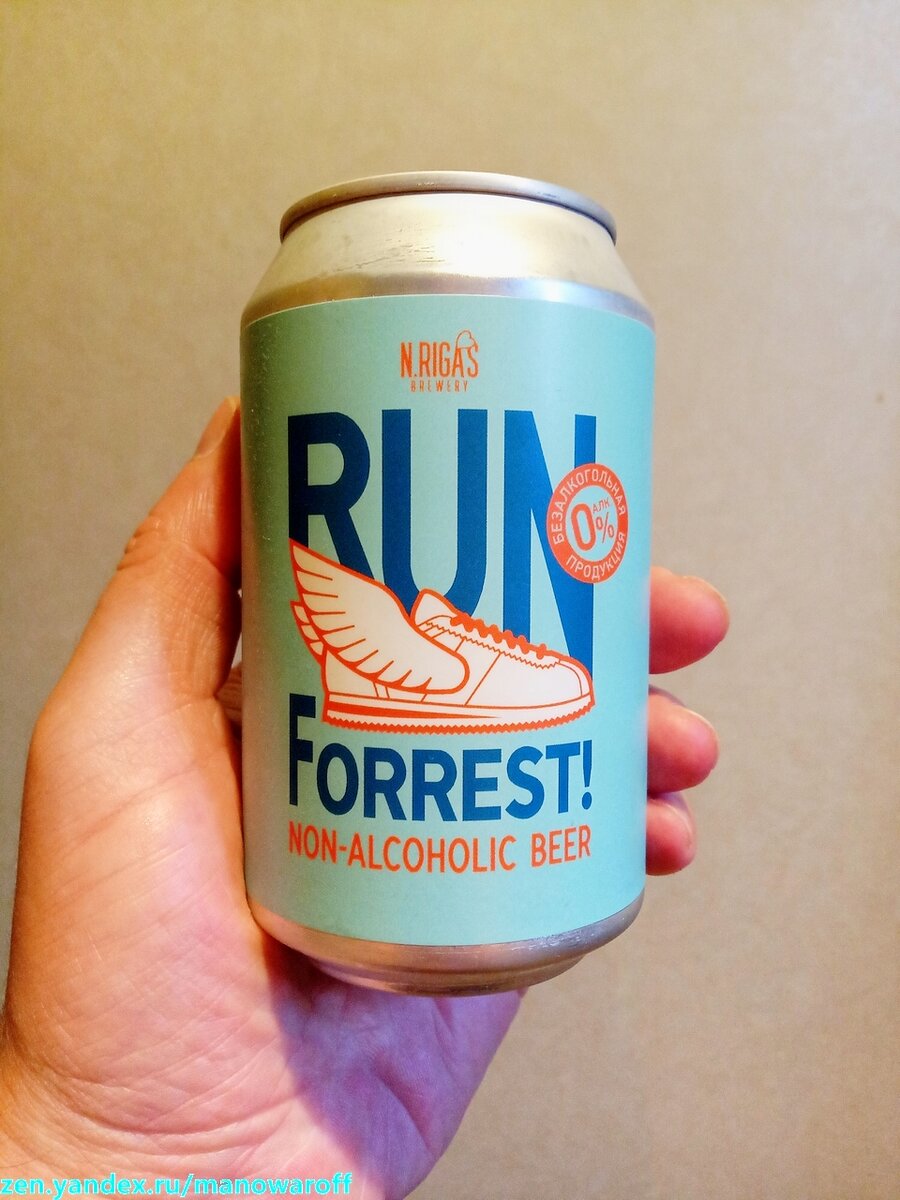 N.RIGA'S
BREWERY
RUN
БЕЗАЛКОГОЛЬНАЯ
0% АЛК.
ПРОДУКЦИЯ
FORREST!
NON-ALCOHOLIC BEER
zen.yandex.ru/manowaroff